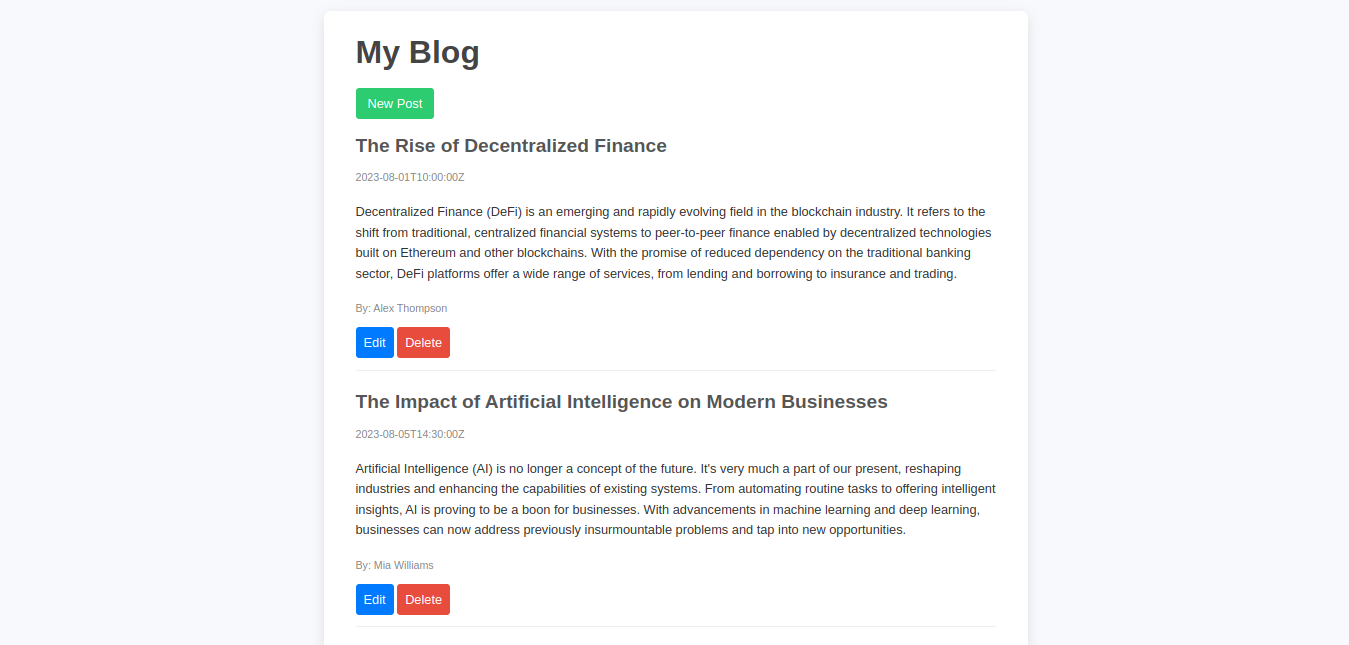 My Blog
New Post
The Rise of Decentralized Finance
2023-08-01T10:00:00Z
Decentralized Finance (DeFi) is an emerging and rapidly evolving field in the blockchain industry. It refers to the
shift from traditional, centralized financial systems to peer-to-peer finance enabled by decentralized technologies
built on Ethereum and other blockchains. With the promise of reduced dependency on the traditional banking
sector, DeFi platforms offer a wide range of services, from lending and borrowing to insurance and trading.
By: Alex Thompson
Edit Delete
The Impact of Artificial Intelligence on Modern Businesses
2023-08-05T14:30:00Z
Artificial Intelligence (AI) is no longer a concept of the future. It's very much a part of our present, reshaping
industries and enhancing the capabilities of existing systems. From automating routine tasks to offering intelligent
insights, AI is proving to be a boon for businesses. With advancements in machine learning and deep learning,
businesses can now address previously insurmountable problems and tap into new opportunities.
By: Mia Williams
Edit Delete